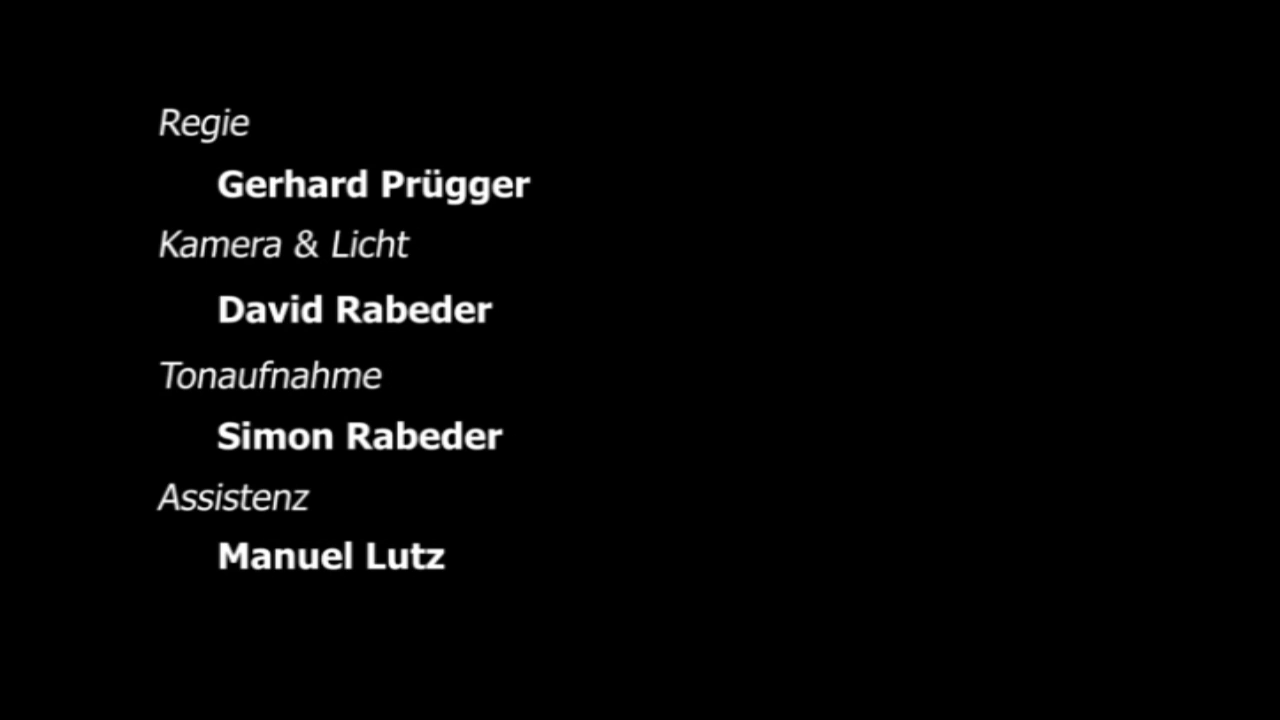 Regie
Gerhard Prügger
Kamera & Licht
David Rabeder
Tonaufnahme
Simon Rabeder
Assistenz
Manuel Lutz